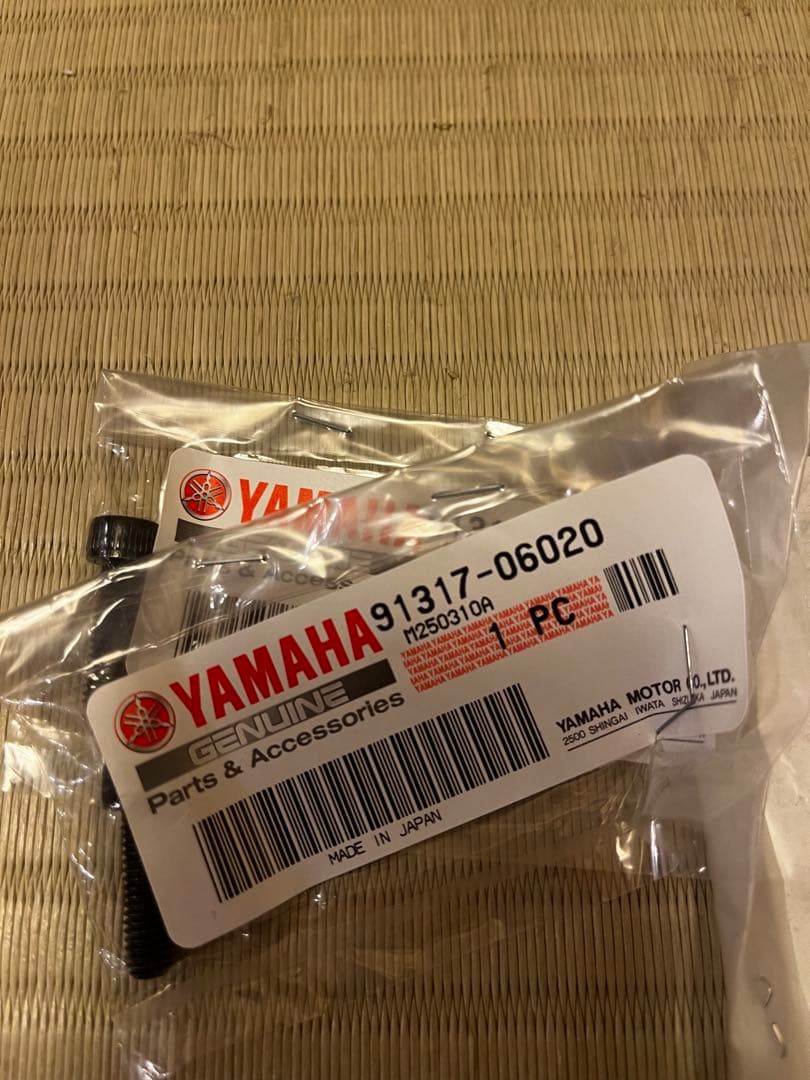 YAMAHA
YAMAHA
91317-06020
M250310A
1 PC
GENUINE
Parts & Accessories
YAMAHA MOTOR CO.,LTD.
2500 SHINGAI IWATA SHIZUOKA JAPAN
MADE IN JAPAN